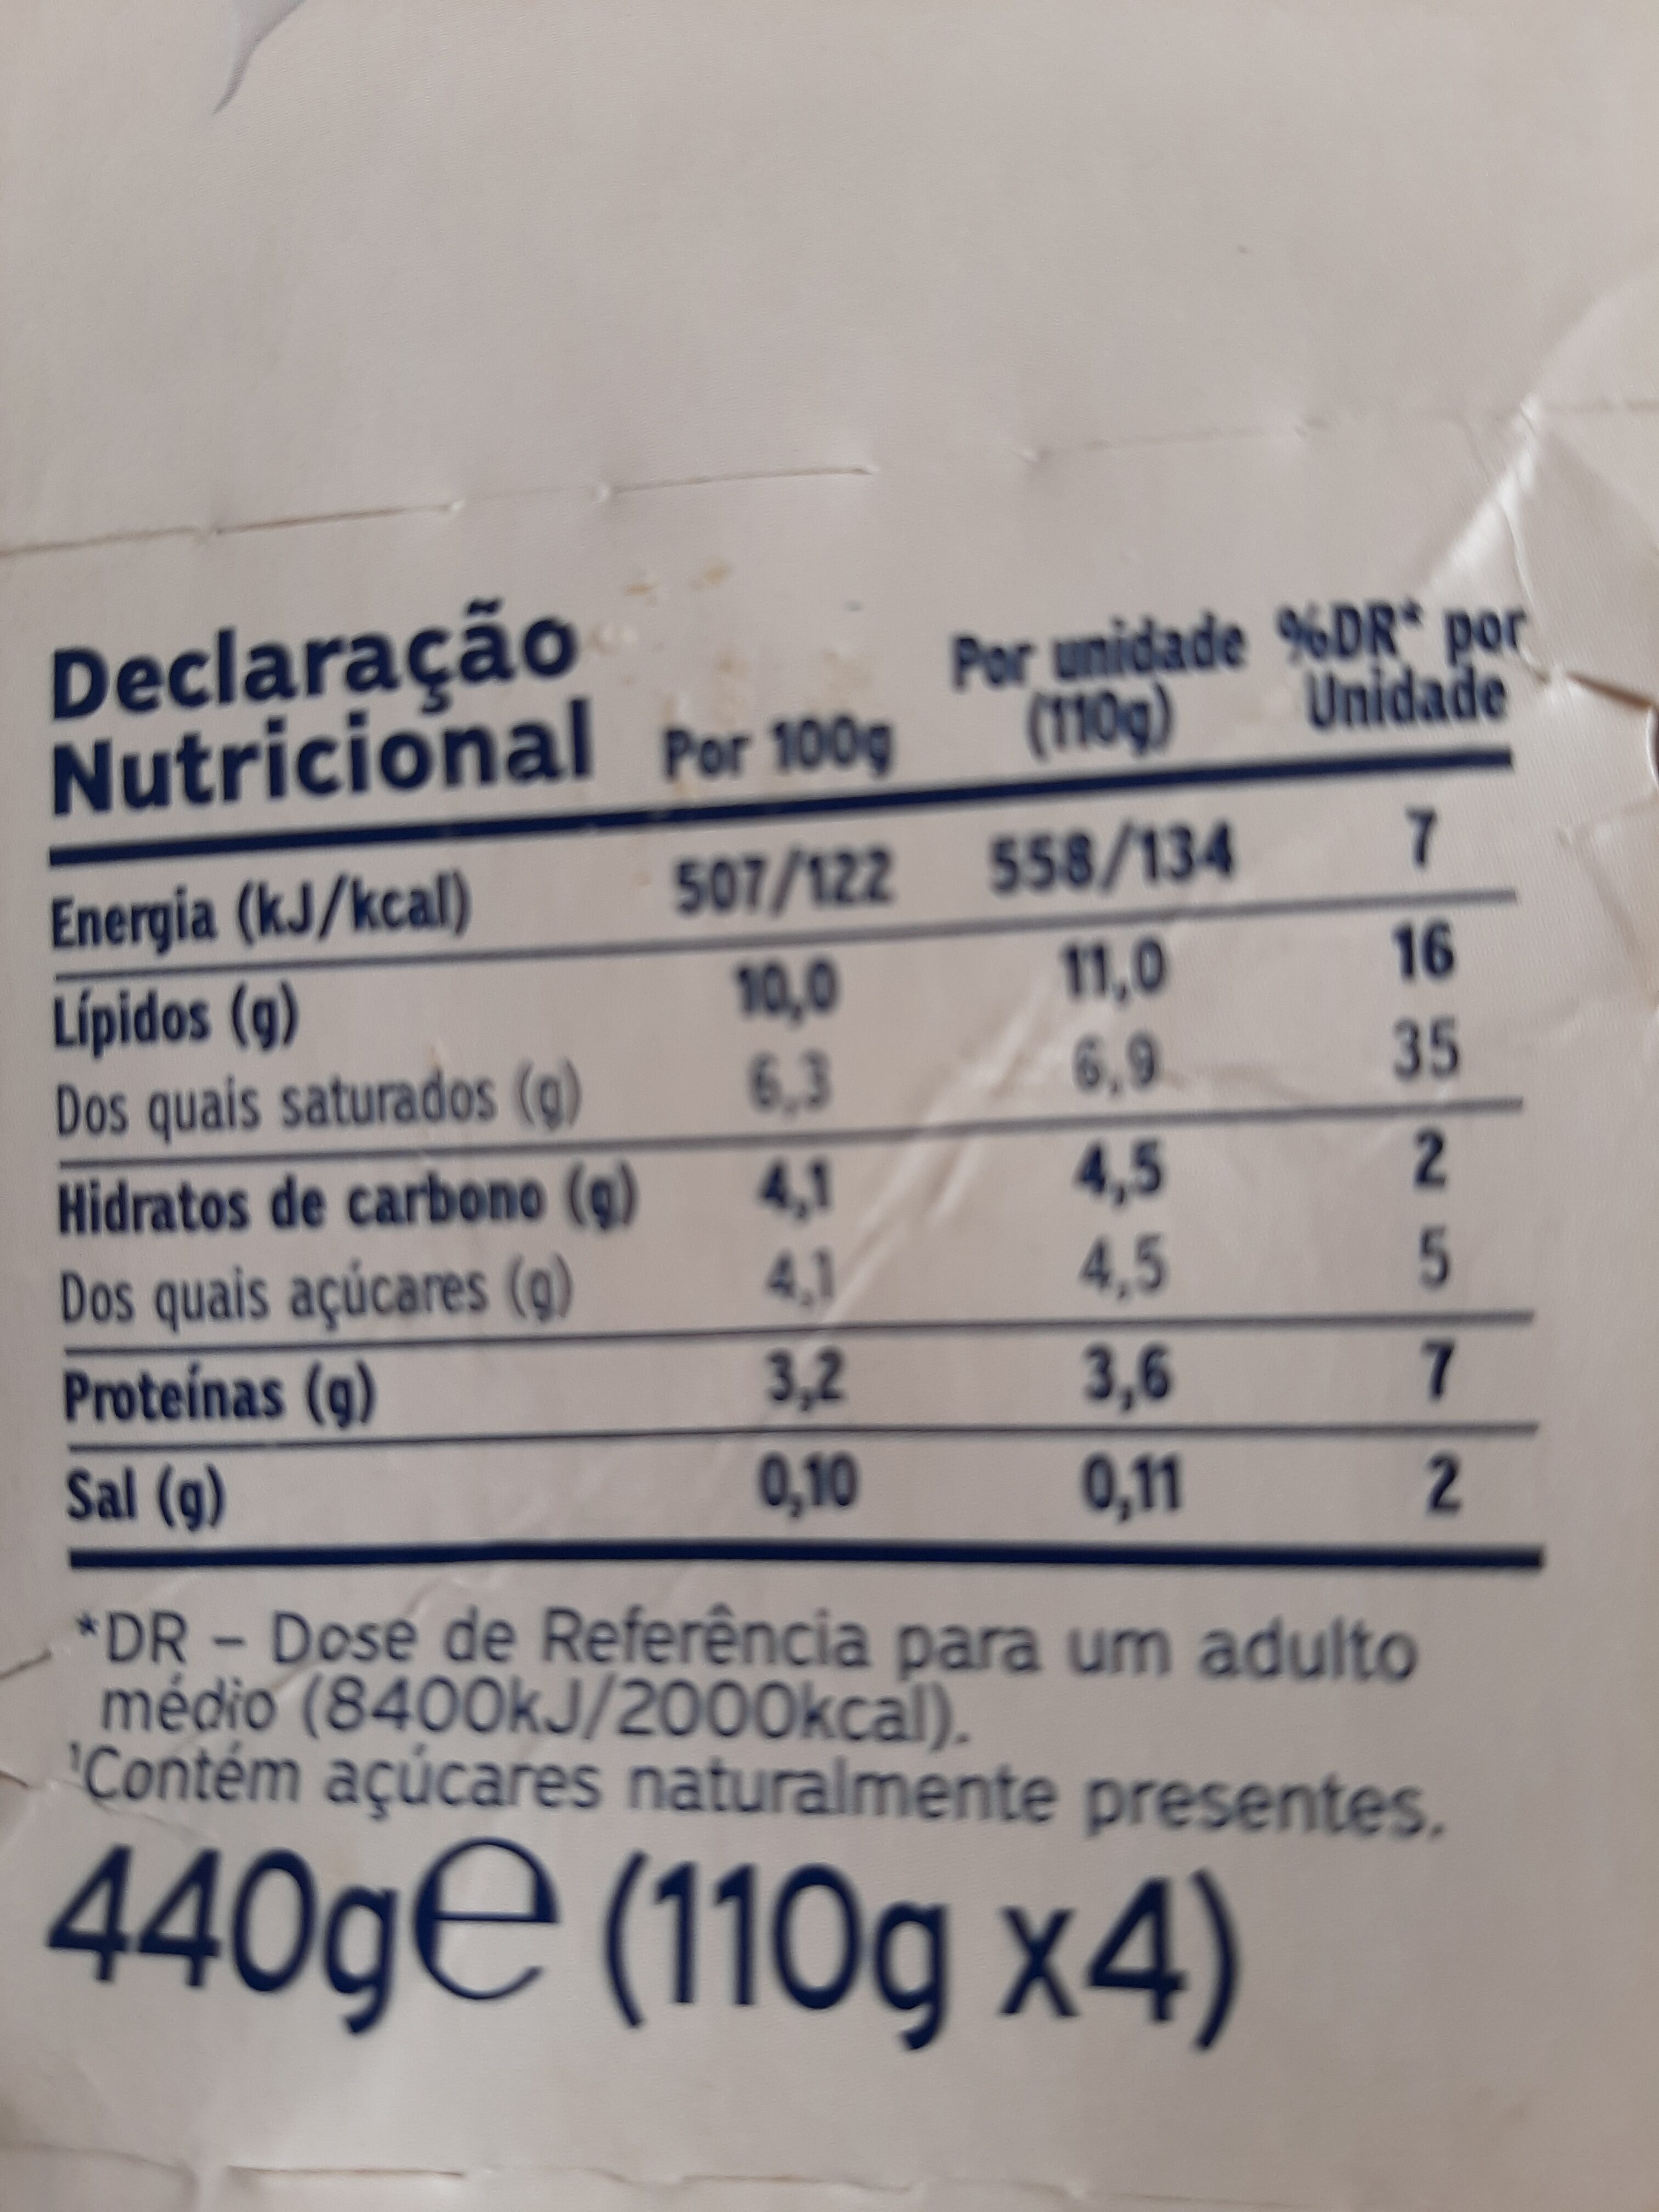 Declaração
Nutricional Por 100g Por unidade (110g) %DR* por Unidade
Energia (kJ/kcal) 507/122 558/134 7
Lípidos (g) 10,0 11,0 16
Dos quais saturados (g) 6,3 6,9 35
Hidratos de carbono (g) 4,1 4,5 2
Dos quais açúcares (g) 4,1 4,5 5
Proteínas (g) 3,2 3,6 7
Sal (g) 0,10 0,11 2
*DR – Dose de Referência para um adulto
médio (8400kJ/2000kcal).
¹Contém açúcares naturalmente presentes.
440g℮ (110g x4)